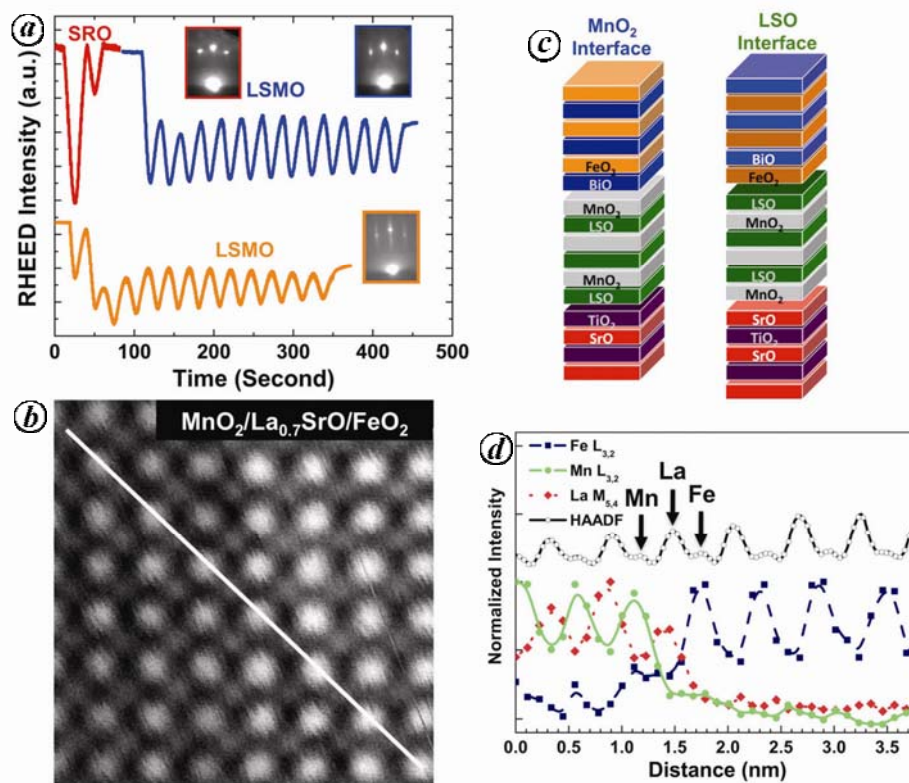 a
SRO
LSMO
LSMO
RHEED Intensity (a.u.)
0 100 200 300 400 500
Time (Second)
b
MnO₂/La₀.₇SrO/FeO₂
c
MnO₂
Interface
FeO₂
BiO
MnO₂
LSO
MnO₂
LSO
TiO₂
SrO
LSO
Interface
BiO
FeO₂
LSO
MnO₂
LSO
MnO₂
SrO
TiO₂
SrO
d
Fe L₃,₂
Mn L₃,₂
La M₅,₄
HAADF
Mn
La
Fe
Normalized Intensity
0.0 0.5 1.0 1.5 2.0 2.5 3.0 3.5
Distance (nm)